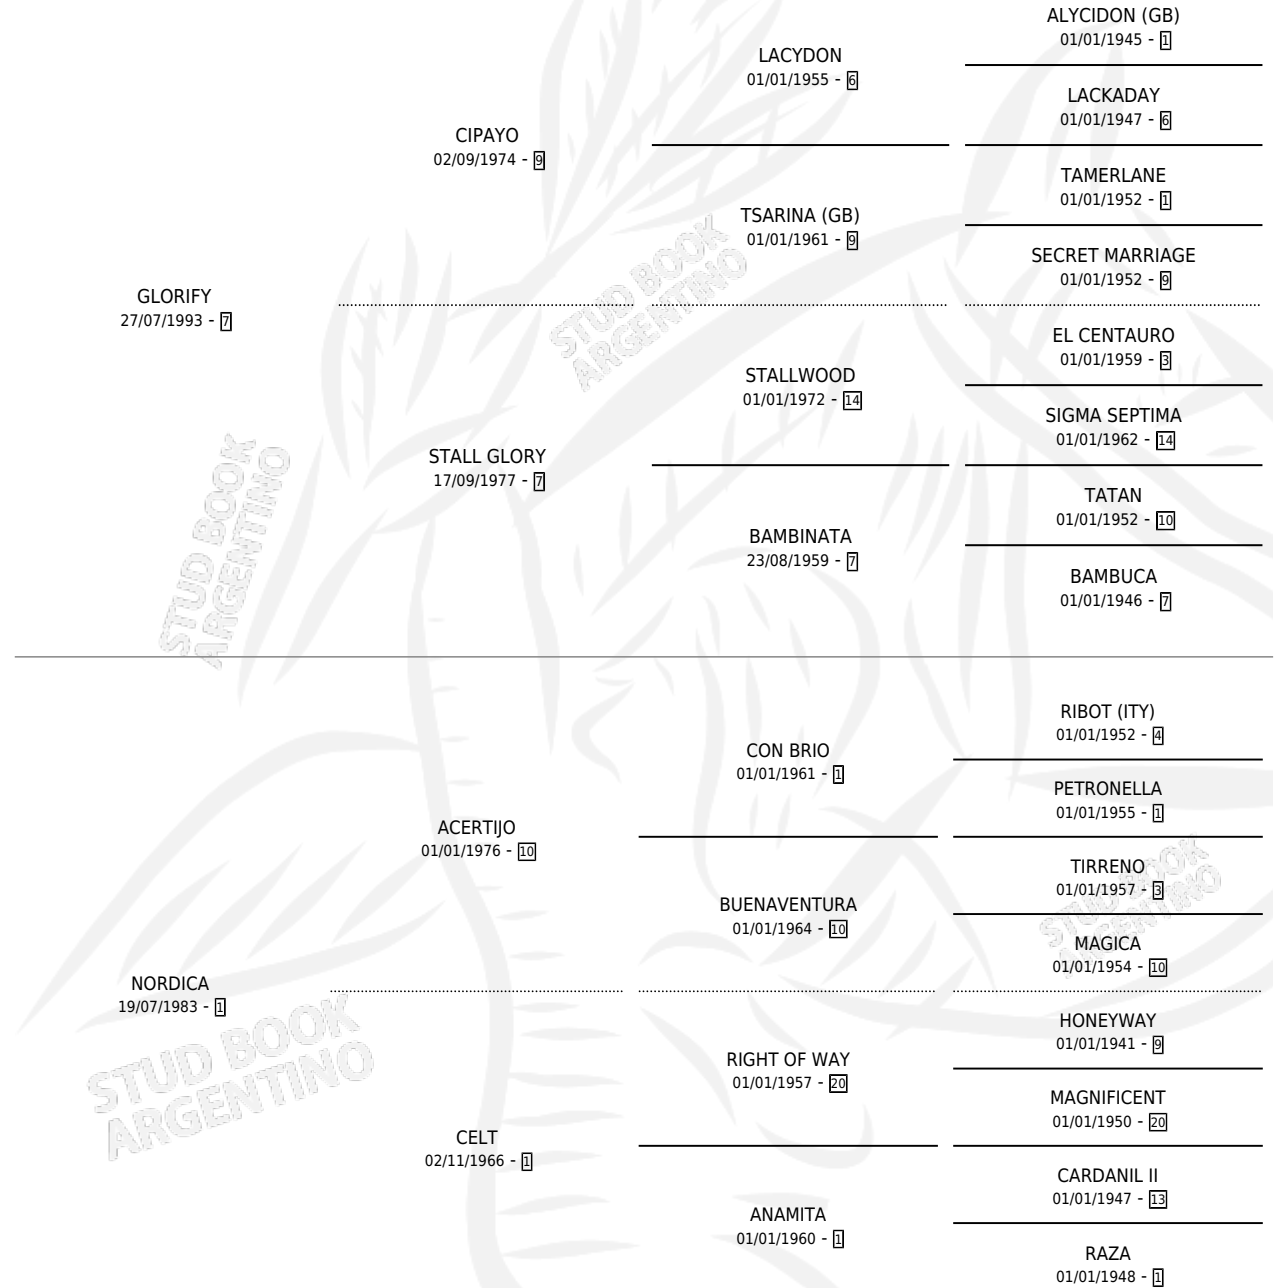 GLORIFY
27/07/1993 - 7
CIPAYO
02/09/1974 - 9
LACYDON
01/01/1955 - 6
ALYCIDON (GB)
01/01/1945 - 1
LACKADAY
01/01/1947 - 6
TSARINA (GB)
01/01/1961 - 9
TAMERLANE
01/01/1952 - 1
SECRET MARRIAGE
01/01/1952 - 9
STALL GLORY
17/09/1977 - 7
STALLWOOD
01/01/1972 - 14
EL CENTAURO
01/01/1959 - 3
SIGMA SEPTIMA
01/01/1962 - 14
BAMBINATA
23/08/1959 - 7
TATAN
01/01/1952 - 10
BAMBUCA
01/01/1946 - 7
NORDICA
19/07/1983 - 1
ACERTIJO
01/01/1976 - 10
CON BRIO
01/01/1961 - 1
RIBOT (ITY)
01/01/1952 - 4
PETRONELLA
01/01/1955 - 1
BUENAVENTURA
01/01/1964 - 10
TIRRENO
01/01/1957 - 3
MAGICA
01/01/1954 - 10
CELT
02/11/1966 - 1
RIGHT OF WAY
01/01/1957 - 20
HONEYWAY
01/01/1941 - 9
MAGNIFICENT
01/01/1950 - 20
ANAMITA
01/01/1960 - 1
CARDANIL II
01/01/1947 - 13
RAZA
01/01/1948 - 1
STUD BOOK
ARGENTINO
STUD BOOK
ARGENTINO
STUD BOOK
ARGENTINO
STUD BOOK
ARGENTINO